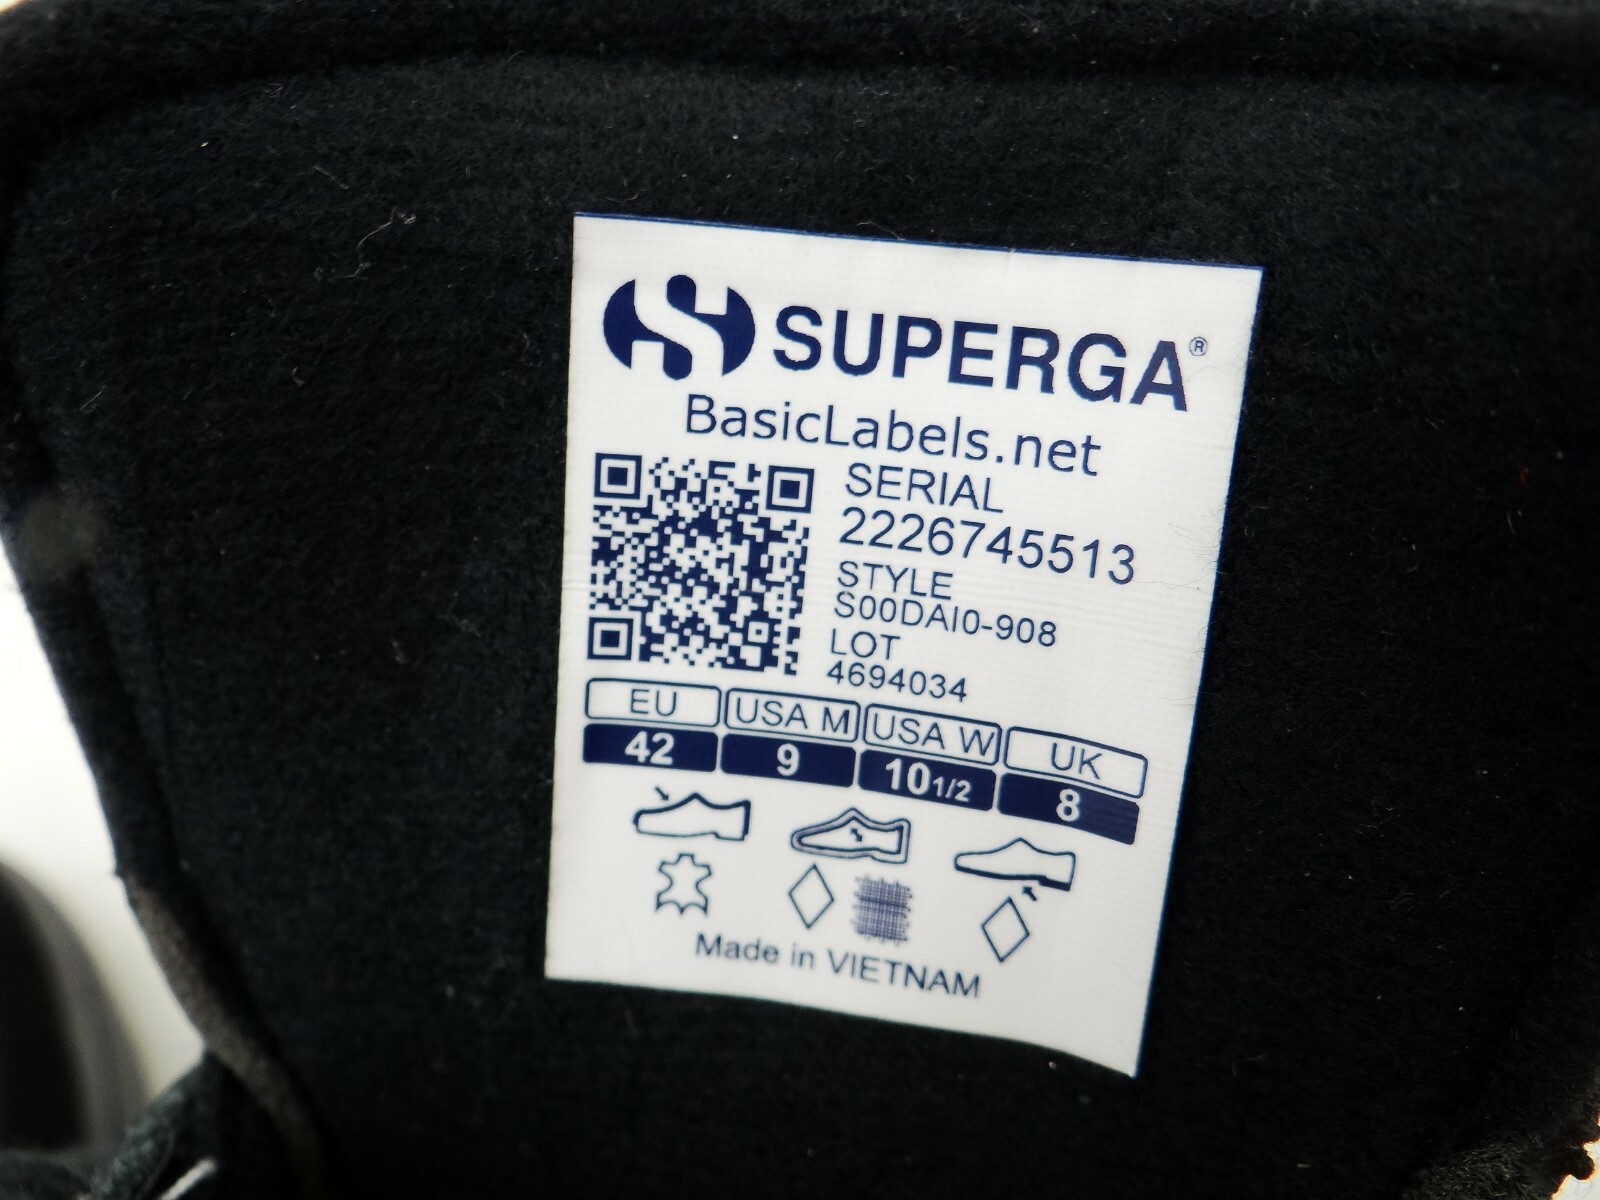 SUPERGA®
BasicLabels.net
SERIAL
2226745513
STYLE
S00DAI0-908
LOT
4694034
EU USA M USA W UK
42 9 10 1/2 8
Made in VIETNAM